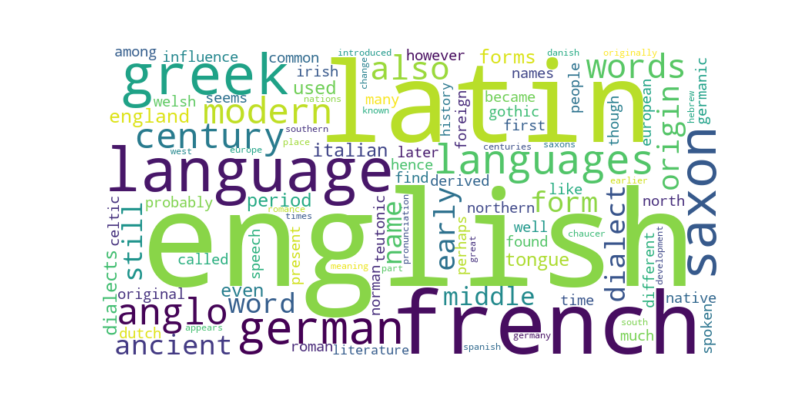 among
influence
common
introduced
however
danish
originally
greek
irish
also
forms
words
names
welsh
seems
used
latin
change
many
known
people
became
gothic
first
though
european
hebrew
germanic
modern
england
nations
history
foreign
century
southern
italian
later
centuries
saxons
origin
west
europe
place
hence
languages
language
find
derived
like
earlier
saxon
probably
period
romance
times
english
early
northern
form
dialect
north
celtic
still
called
speech
present
meaning
teutonic
pronunciation
name
part
perhaps
great
well
found
chaucer
tongue
different
development
dialects
original
even
norman
middle
time
native
spoken
anglo
word
german
french
south
much
dutch
appears
ancient
roman
literature
spanish
germany